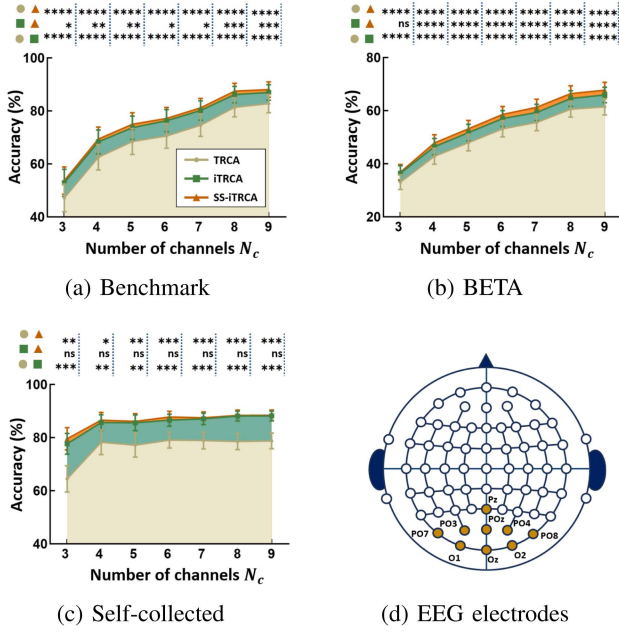 **** **** **** **** **** **** ****
* ** ** * * *** ***
**** **** **** **** **** **** ****
Accuracy (%)
100
80
60
40
TRCA
iTRCA
SS-iTRCA
3 4 5 6 7 8 9
Number of channels N_c
(a) Benchmark
**** **** **** **** **** **** ****
ns **** **** **** **** **** ****
**** **** **** **** **** **** ****
Accuracy (%)
80
60
40
20
3 4 5 6 7 8 9
Number of channels N_c
(b) BETA
** * ** *** *** *** ***
ns ns ns ns ns ns ns
*** ** ** *** *** *** ***
Accuracy (%)
100
80
60
40
3 4 5 6 7 8 9
Number of channels N_c
(c) Self-collected
Pz
PO3 POz PO4
PO7 PO8
O1 Oz O2
(d) EEG electrodes